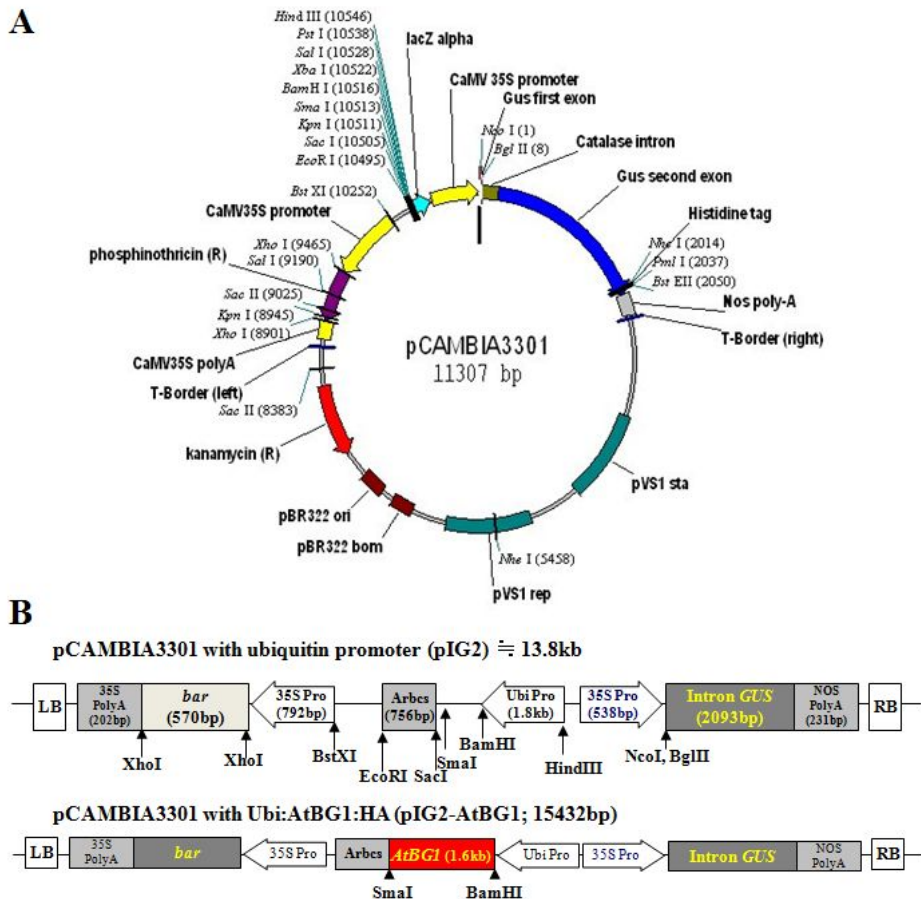 A
Hind III (10546)
Pst I (10538)
Sal I (10528)
Xba I (10522)
BamH I (10516)
Sma I (10513)
Kpn I (10511)
Sac I (10505)
EcoR I (10495)
Bst XI (10252)
lacZ alpha
CaMV 35S promoter
Gus first exon
Nco I (1)
Bgl II (8)
Catalase intron
Gus second exon
Histidine tag
Nhe I (2014)
Pml I (2037)
Bst EII (2050)
Nos poly-A
T-Border (right)
CaMV35S promoter
Xho I (9465)
phosphinothricin (R)
Sal I (9190)
Sac II (9025)
Kpn I (8945)
Xho I (8901)
CaMV35S polyA
T-Border (left)
Sac II (8383)
kanamycin (R)
pBR322 ori
pBR322 bom
pCAMBIA3301
11307 bp
pVS1 sta
Nhe I (5458)
pVS1 rep
B
pCAMBIA3301 with ubiquitin promoter (pIG2) ≒ 13.8kb
LB
35S
PolyA
(202bp)
bar
(570bp)
35S Pro
(792bp)
Arbcs
(756bp)
Ubi Pro
(1.8kb)
35S Pro
(538bp)
Intron GUS
(2093bp)
NOS
PolyA
(231bp)
RB
XhoI
XhoI
BstXI
EcoRI
SacI
SmaI
BamHI
HindIII
NcoI, BglII
pCAMBIA3301 with Ubi:AtBG1:HA (pIG2-AtBG1; 15432bp)
LB
35S
PolyA
bar
35S Pro
Arbcs
AtBG1 (1.6kb)
Ubi Pro
35S Pro
Intron GUS
NOS
PolyA
RB
SmaI
BamHI